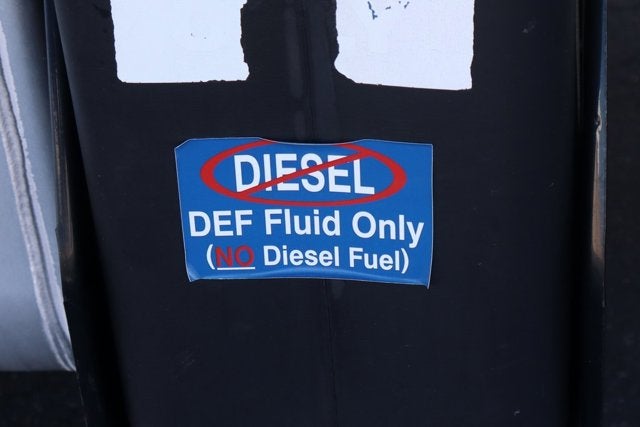 DIESEL
DEF Fluid Only
(NO Diesel Fuel)